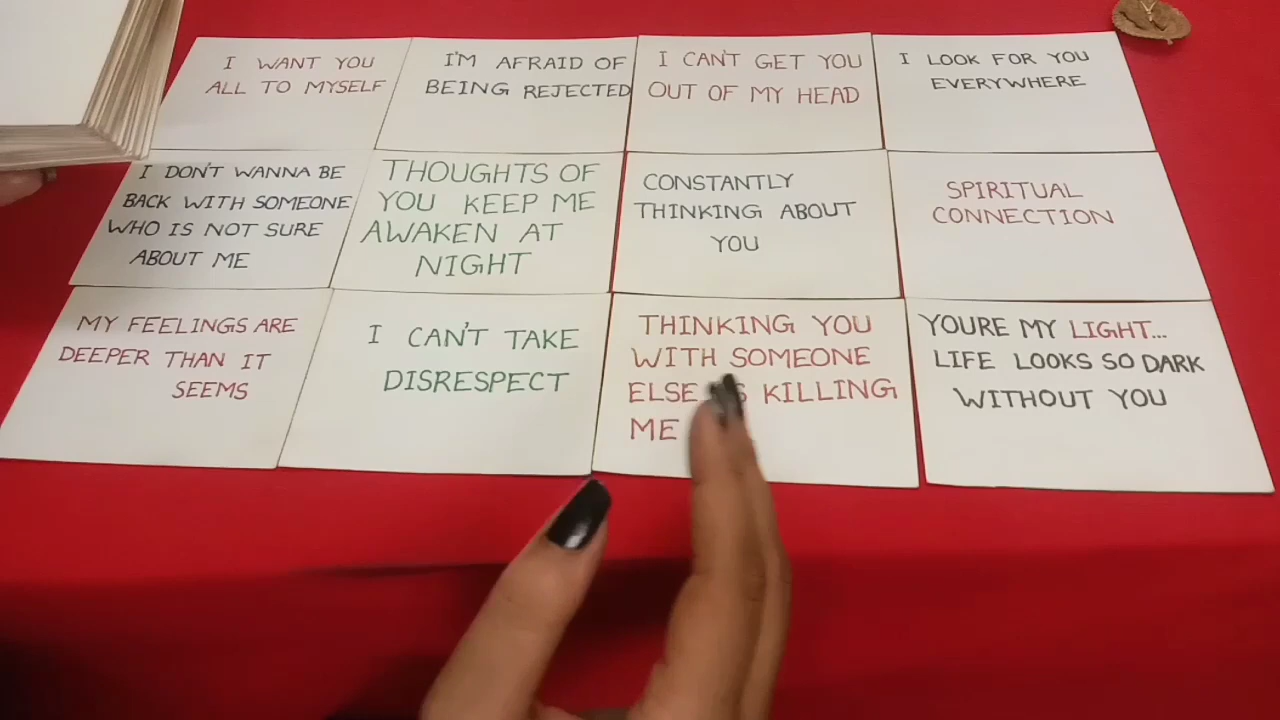 I WANT YOU
ALL TO MYSELF
I'M AFRAID OF
BEING REJECTED
I CAN'T GET YOU
OUT OF MY HEAD
I LOOK FOR YOU
EVERYWHERE
I DON'T WANNA BE
BACK WITH SOMEONE
WHO IS NOT SURE
ABOUT ME
THOUGHTS OF
YOU KEEP ME
AWAKEN AT
NIGHT
CONSTANTLY
THINKING ABOUT
YOU
SPIRITUAL
CONNECTION
MY FEELINGS ARE
DEEPER THAN IT
SEEMS
I CAN'T TAKE
DISRESPECT
THINKING YOU
WITH SOMEONE
ELSE KILLING
ME
YOURE MY LIGHT...
LIFE LOOKS SO DARK
WITHOUT YOU